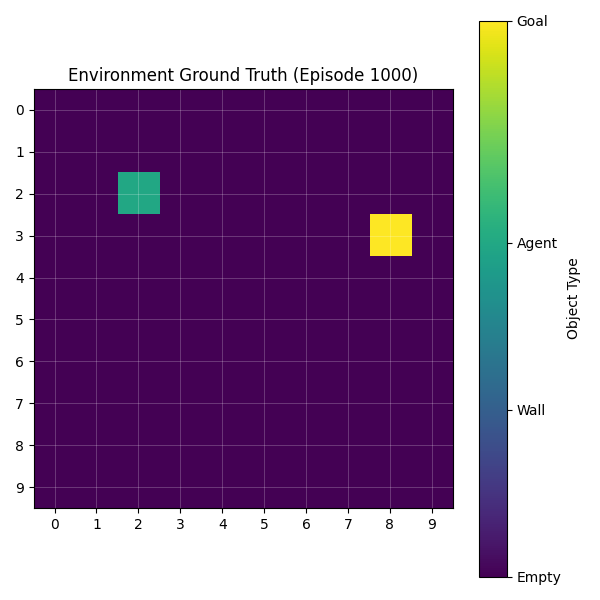 Environment Ground Truth (Episode 1000)
0
1
2
3
4
5
6
7
8
9
0 1 2 3 4 5 6 7 8 9
Goal
Agent
Wall
Empty
Object Type